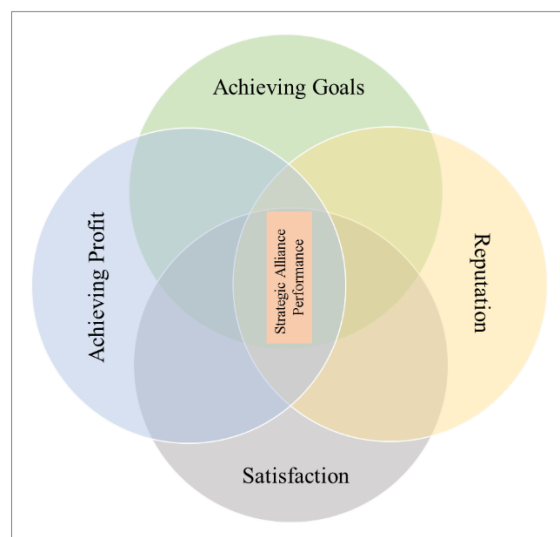 Achieving Goals
Achieving Profit
Strategic Alliance
Performance
Reputation
Satisfaction